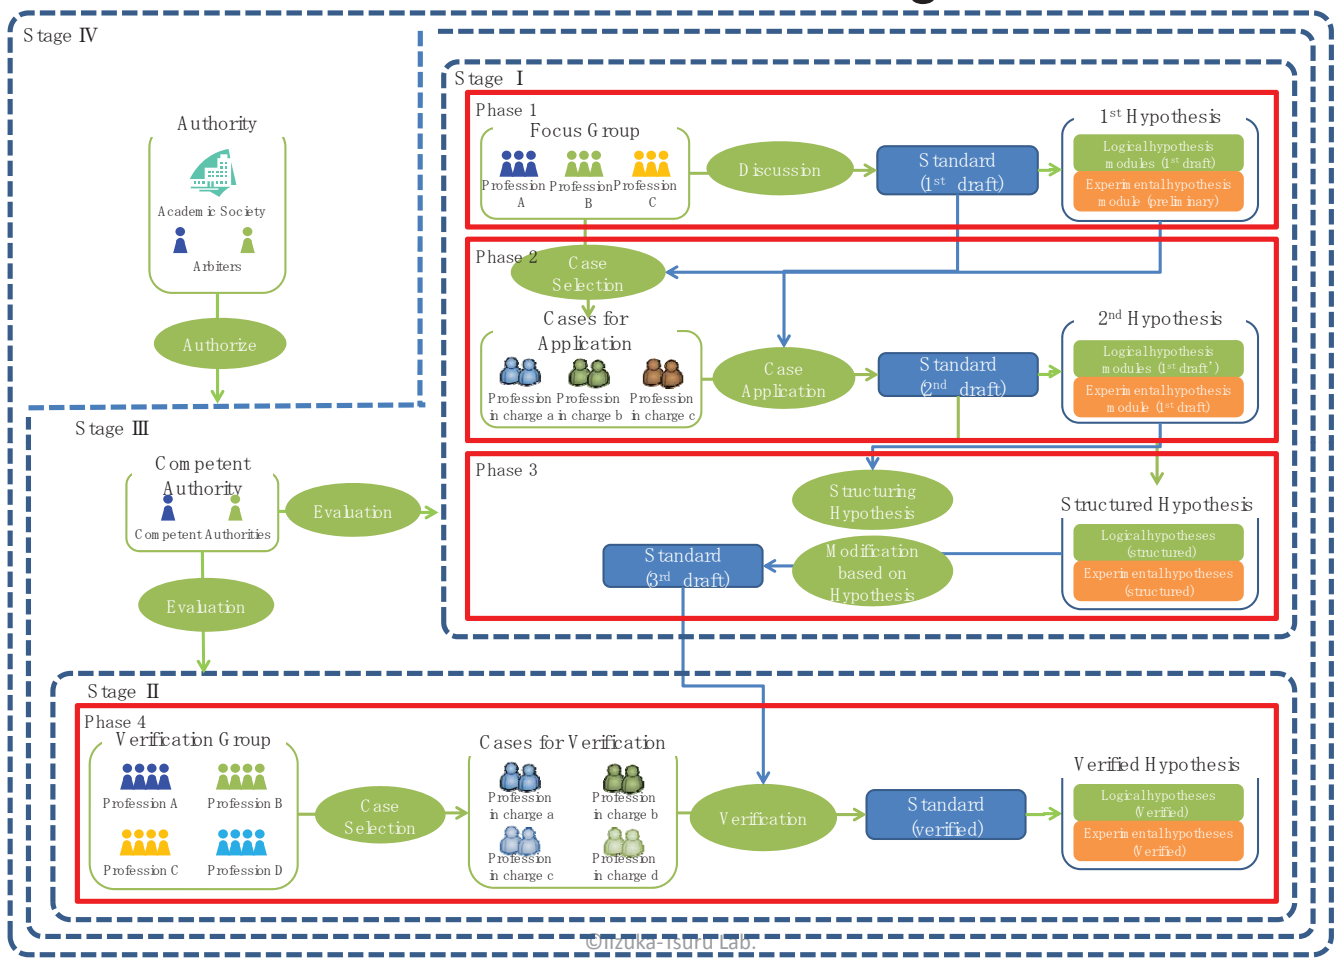 Stage Ⅳ
Authority
Academic Society
Arbiters
Authorize
Stage Ⅰ
Phase 1
Focus Group
Profession
A
Profession
B
Profession
C
Discussion
Standard
(1st draft)
1st Hypothesis
Logical hypothesis
modules (1st draft)
Experimental hypothesis
module (preliminary)
Phase 2
Case
Selection
Cases for
Application
Profession
in charge a
Profession
in charge b
Profession
in charge c
Case
Application
Standard
(2nd draft)
2nd Hypothesis
Logical hypothesis
modules (1st draft’)
Experimental hypothesis
module (1st draft)
Phase 3
Structuring
Hypothesis
Modification
based on
Hypothesis
Standard
(3rd draft)
Structured Hypothesis
Logical hypotheses
(structured)
Experimental hypotheses
(structured)
Stage Ⅲ
Competent
Authority
Competent Authorities
Evaluation
Evaluation
Stage Ⅱ
Phase 4
Verification Group
Profession A
Profession B
Profession C
Profession D
Case
Selection
Cases for Verification
Profession
in charge a
Profession
in charge b
Profession
in charge c
Profession
in charge d
Verification
Standard
(verified)
Verified Hypothesis
Logical hypotheses
(Verified)
Experimental hypotheses
(Verified)
©Iizuka-Tsuru Lab.